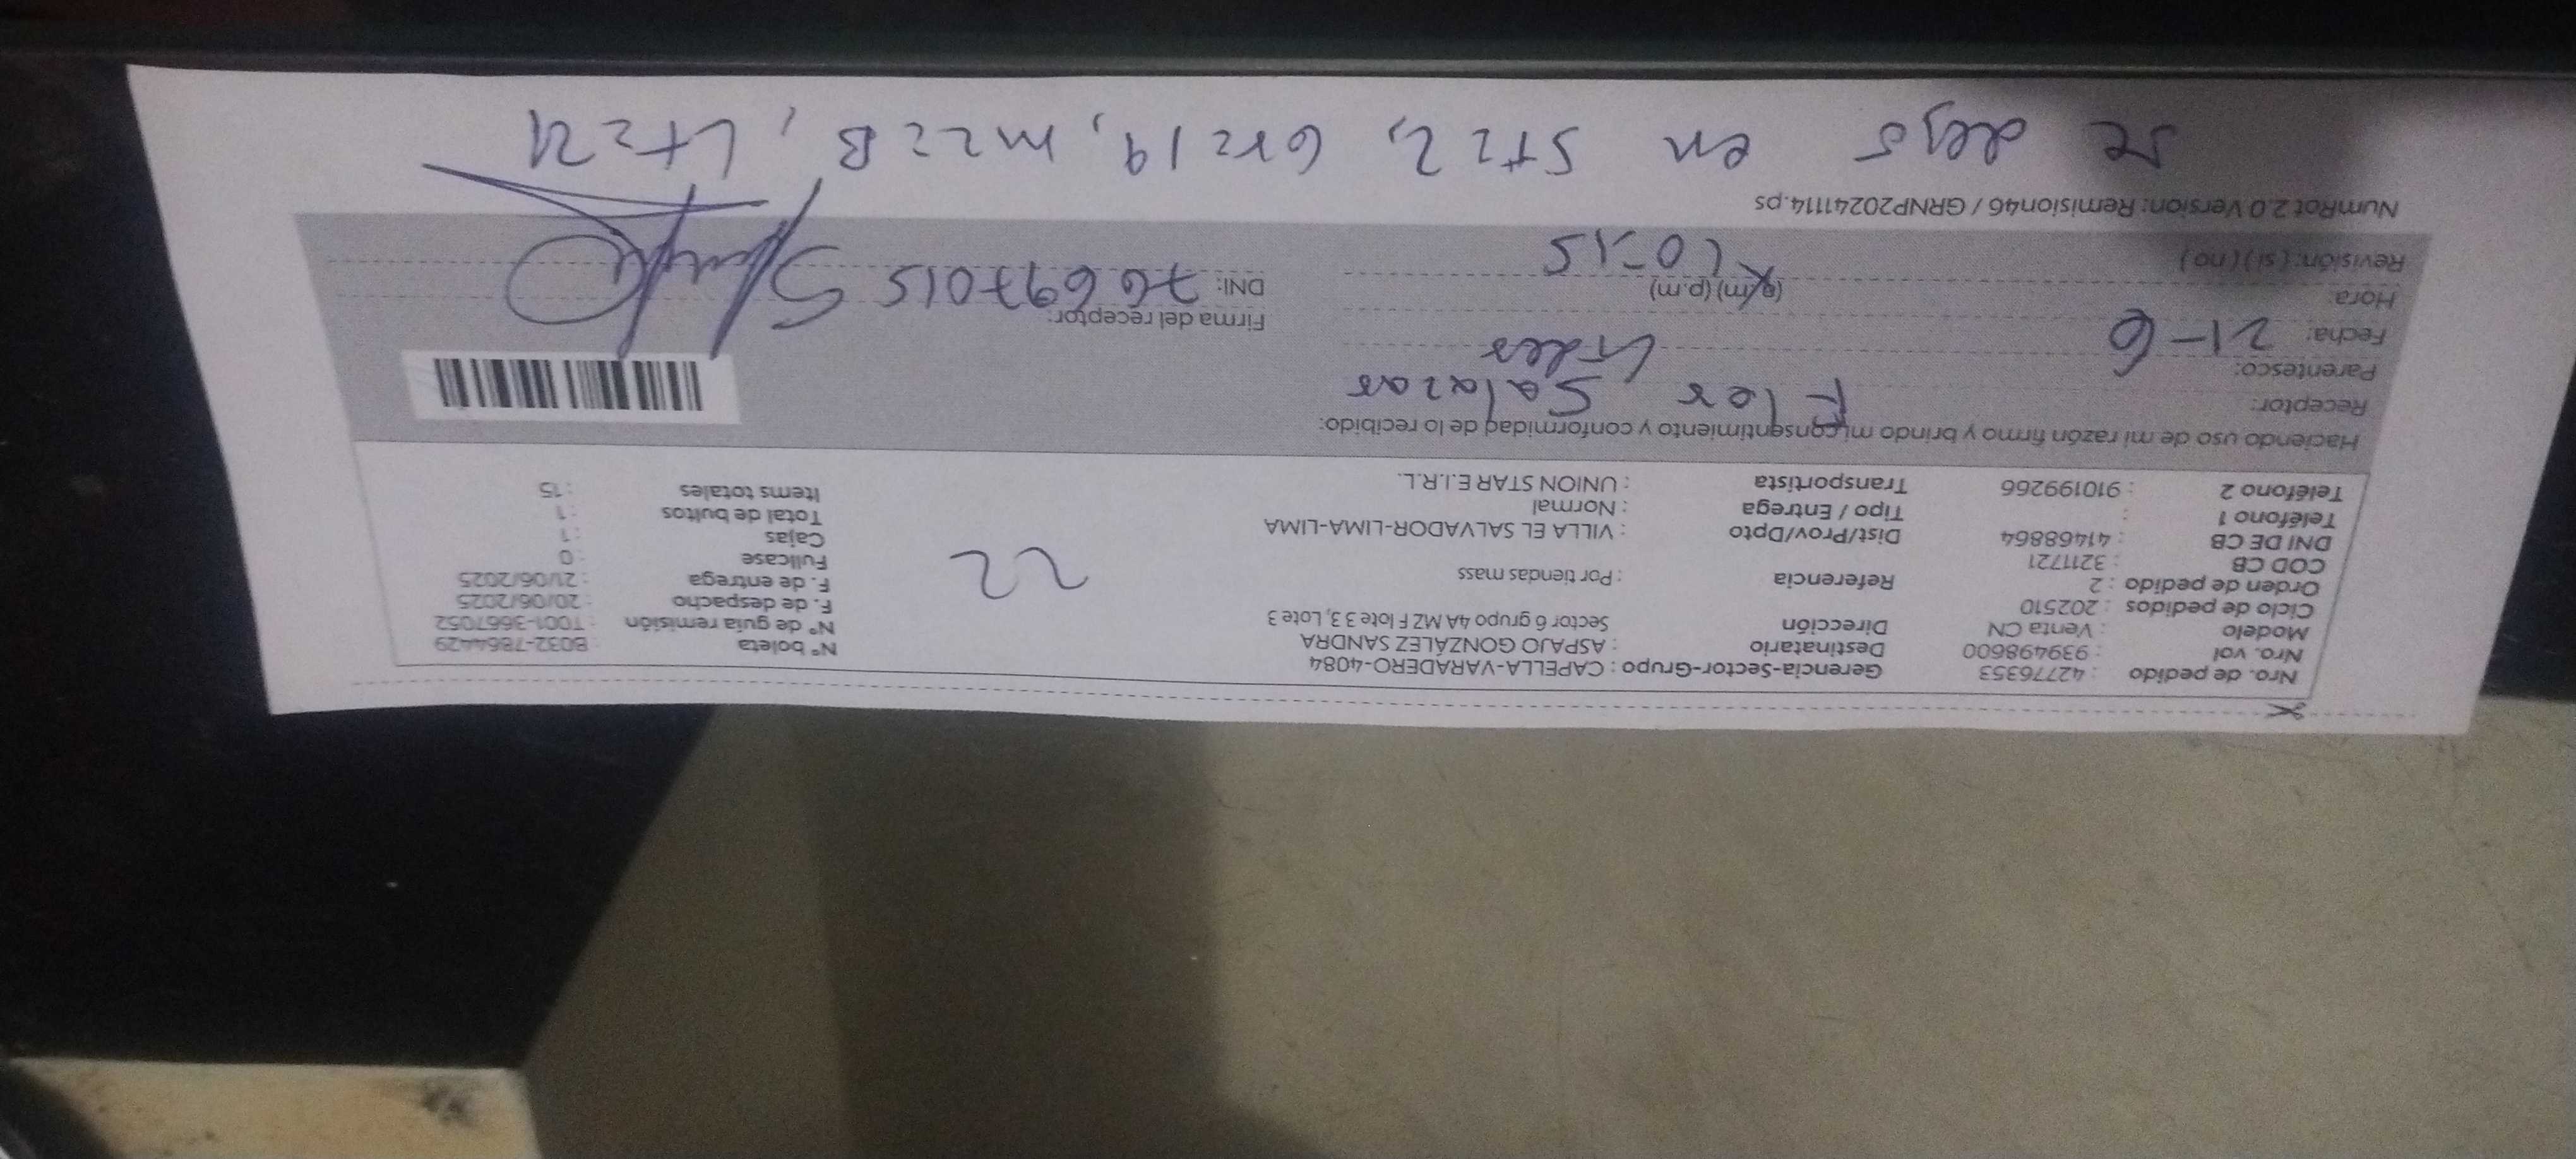 Nro. de pedido : 42776353 Gerencia-Sector-Grupo : CAPELLA-VARADERO-4084 N° boleta : B032-7864429
Nro. vol : 939498600 Destinatario : ASPAJO GONZÁLEZ SANDRA N° de guía remisión : T001-3667052
Modelo : Venta CN Dirección Sector 6 grupo 4A MZ F lote 3 3, Lote 3 F. de despacho : 20/06/2025
Ciclo de pedidos : 202510 F. de entrega : 21/06/2025
Orden de pedido : 2 Referencia : Por tiendas mass Fullcase : 0
COD CB : 3211721 22 Cajas : 1
DNI DE CB : 41468864 Dist/Prov/Dpto : VILLA EL SALVADOR-LIMA-LIMA Total de bultos : 1
Teléfono 1 : Tipo / Entrega : Normal Items totales : 15
Teléfono 2 : 910199266 Transportista : UNION STAR E.I.R.L.
Haciendo uso de mi razón firmo y brindo mi consentimiento y conformidad de lo recibido:
Receptor: Flor Salazar
Parentesco: Lider
Fecha: 21-6 Firma del receptor:
Hora: 10-15 (a/m) (p.m) DNI: 76697015
Revisión: ( si ) ( no )
NumRot 2.0 Version: Remision46 / GRNP20241114.ps
se dejo en St=2, Gr=19, mz=B, Lt=21